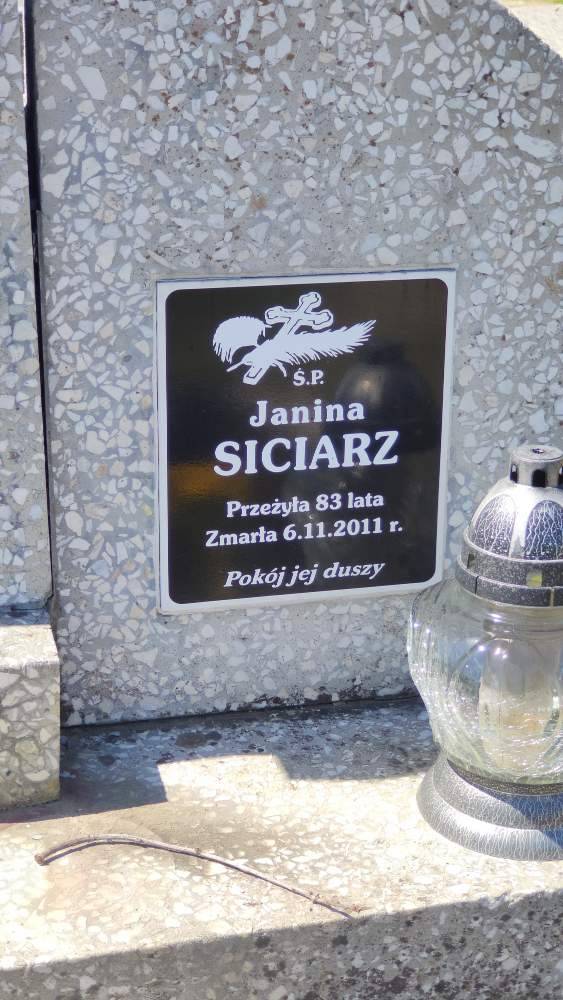 Ś.P.
Janina
SICIARZ
Przeżyła 83 lata
Zmarła 6.11.2011 r.
Pokój jej duszy